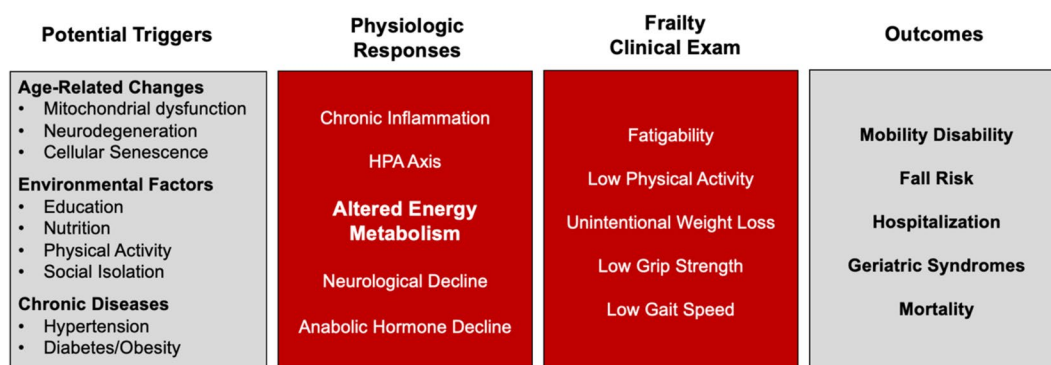 Potential Triggers
Age-Related Changes
• Mitochondrial dysfunction
• Neurodegeneration
• Cellular Senescence
Environmental Factors
• Education
• Nutrition
• Physical Activity
• Social Isolation
Chronic Diseases
• Hypertension
• Diabetes/Obesity
Physiologic
Responses
Chronic Inflammation
HPA Axis
Altered Energy
Metabolism
Neurological Decline
Anabolic Hormone Decline
Frailty
Clinical Exam
Fatigability
Low Physical Activity
Unintentional Weight Loss
Low Grip Strength
Low Gait Speed
Outcomes
Mobility Disability
Fall Risk
Hospitalization
Geriatric Syndromes
Mortality